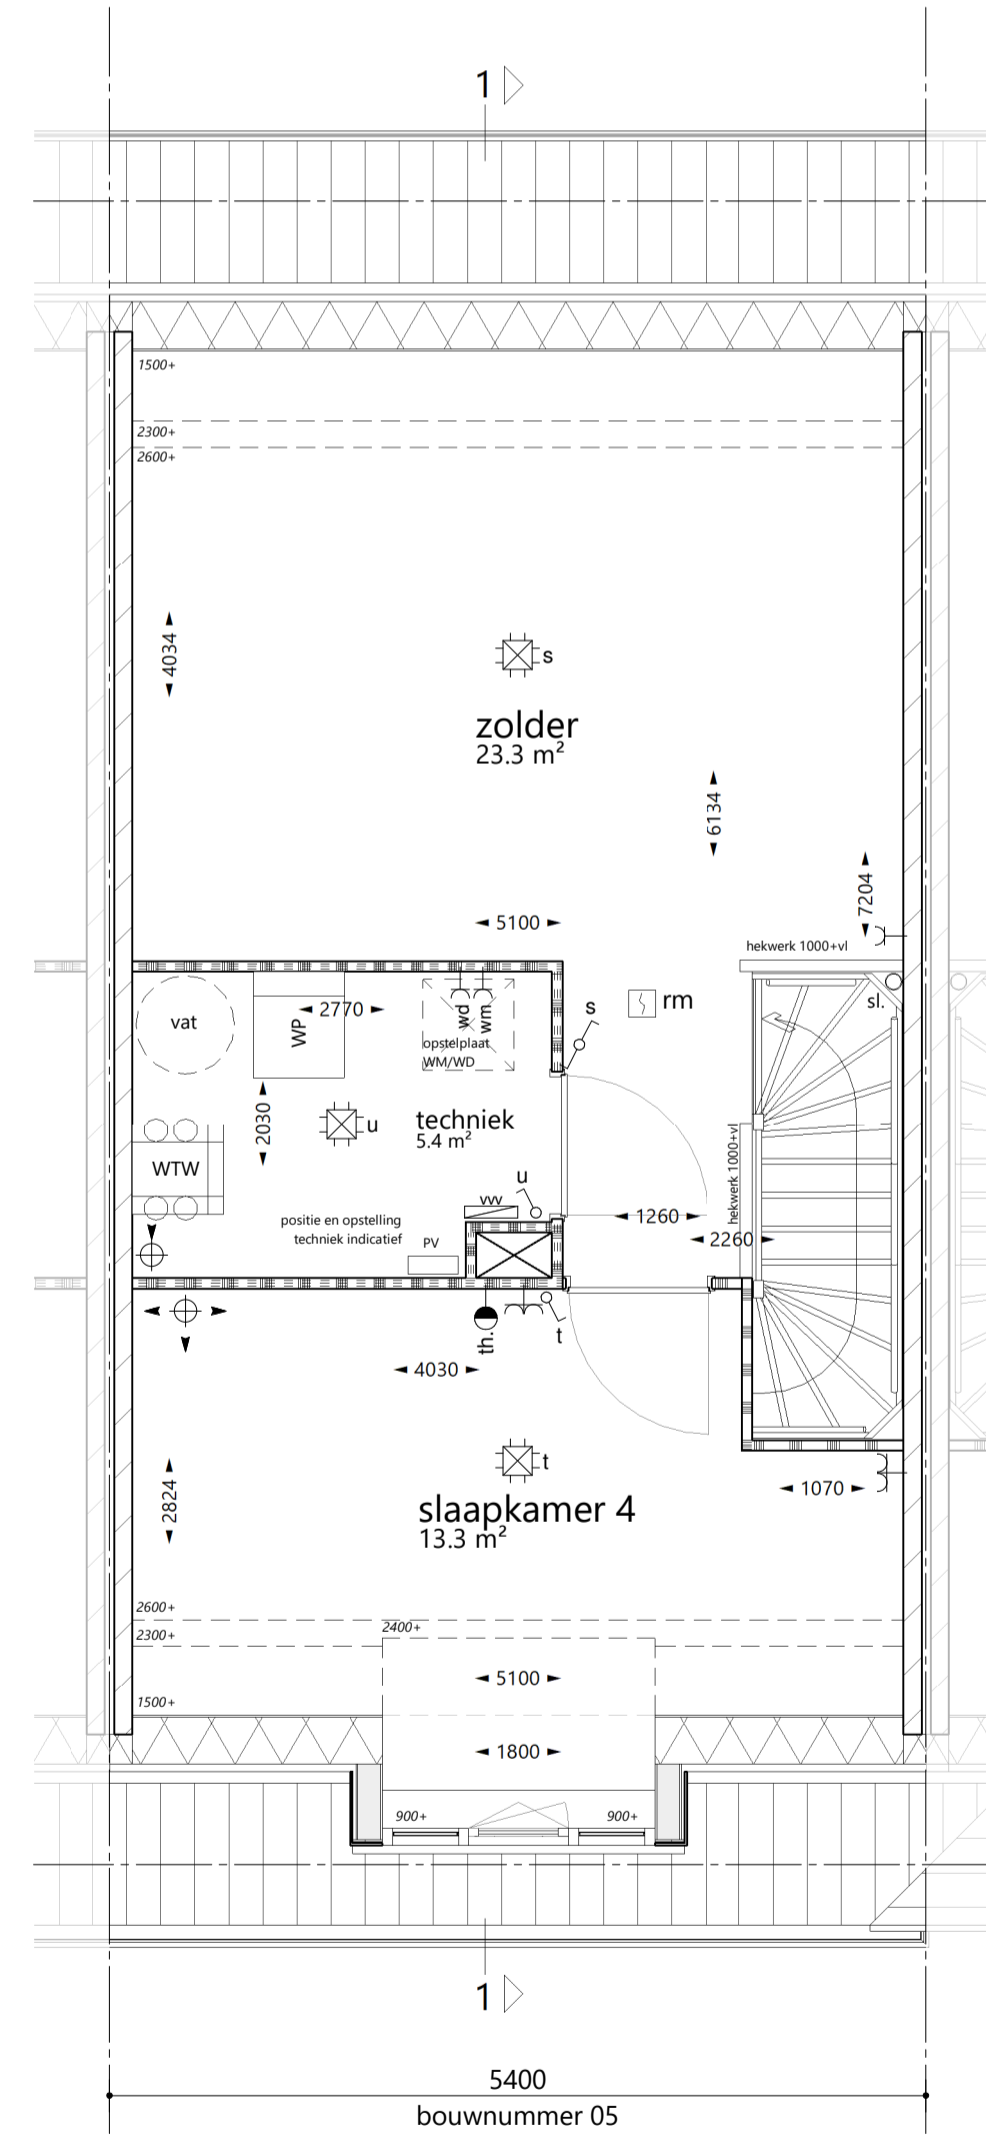 1
1500+
2300+
2600+
4034
s
zolder
23.3 m²
6134
7204
5100
hekwerk 1000+vl
vat
WP
2770
wd
wm
s
rm
sl.
opstelplaat
WM/WD
2030
u
techniek
5.4 m²
hekwerk 1000+vl
WTW
u
vvv
1260
positie en opstelling
techniek indicatief
PV
2260
th.
t
4030
t
2824
1070
slaapkamer 4
13.3 m²
2600+
2300+
2400+
5100
1500+
1800
900+
900+
1
5400
bouwnummer 05